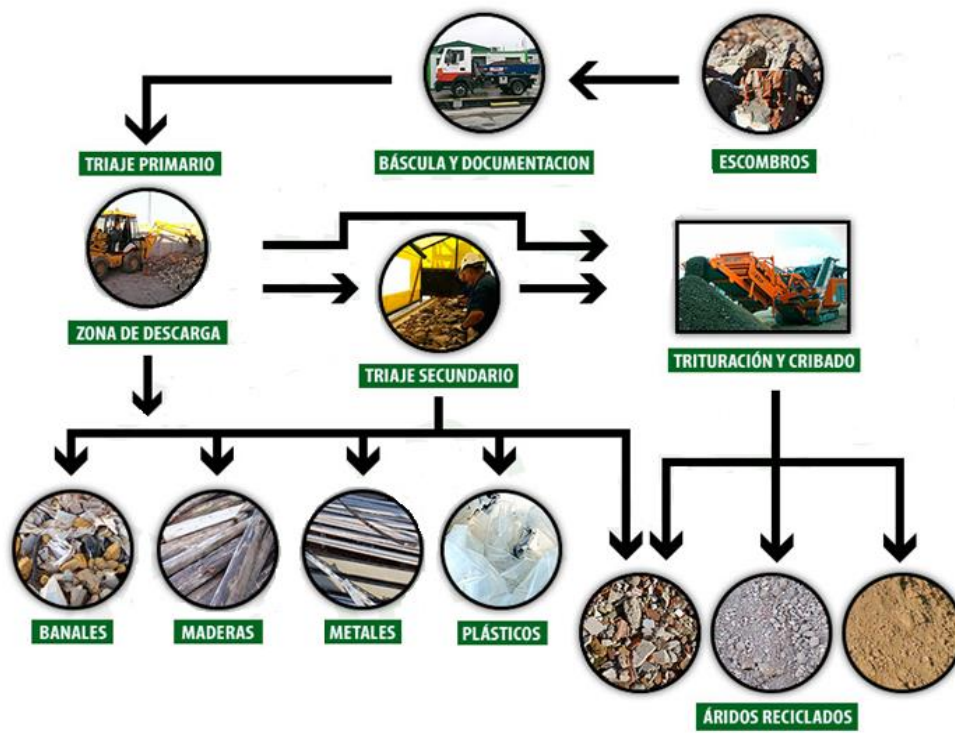 TRIAJE PRIMARIO
BÁSCULA Y DOCUMENTACION
ESCOMBROS
ZONA DE DESCARGA
TRIAJE SECUNDARIO
TRITURACIÓN Y CRIBADO
BANALES
MADERAS
METALES
PLÁSTICOS
ÁRIDOS RECICLADOS